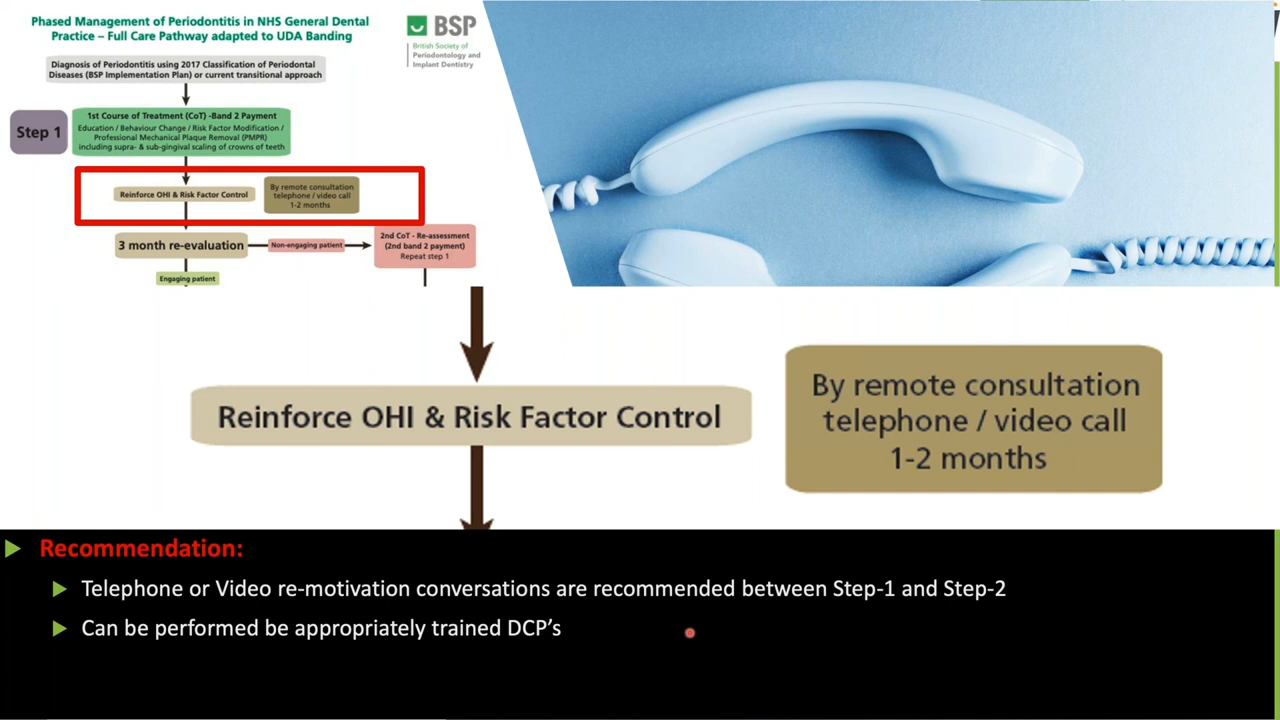 Phased Management of Periodontitis in NHS General Dental
Practice – Full Care Pathway adapted to UDA Banding
BSP
British Society of
Periodontology and
Implant Dentistry
Diagnosis of Periodontitis using 2017 Classification of Periodontal
Diseases (BSP Implementation Plan) or current transitional approach
Step 1
1st Course of Treatment (CoT) -Band 2 Payment
Education / Behaviour Change / Risk Factor Modification /
Professional Mechanical Plaque Removal (PMPR)
including supra- & sub-gingival scaling of crowns of teeth
Reinforce OHI & Risk Factor Control
By remote consultation
telephone / video call
1-2 months
3 month re-evaluation
Non-engaging patient
2nd CoT - Re-assessment
(2nd band 2 payment)
Repeat step 1
Engaging patient
Reinforce OHI & Risk Factor Control
By remote consultation
telephone / video call
1-2 months
Recommendation:
Telephone or Video re-motivation conversations are recommended between Step-1 and Step-2
Can be performed be appropriately trained DCP’s